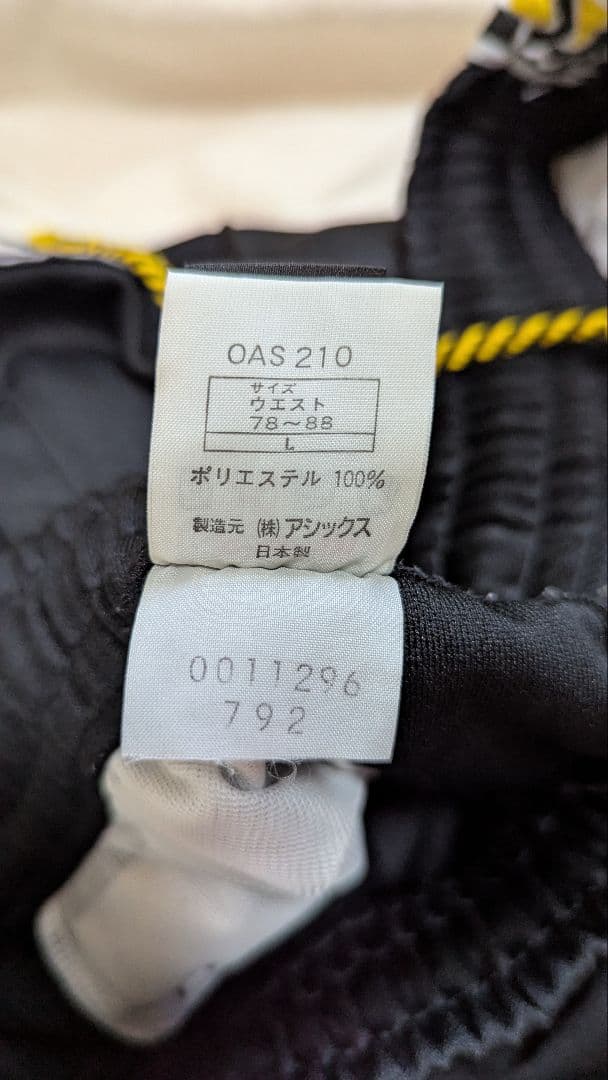 OAS 210
サイズ
ウエスト
78～88
L
ポリエステル 100%
製造元 (株)アシックス
日本製
0011296
792